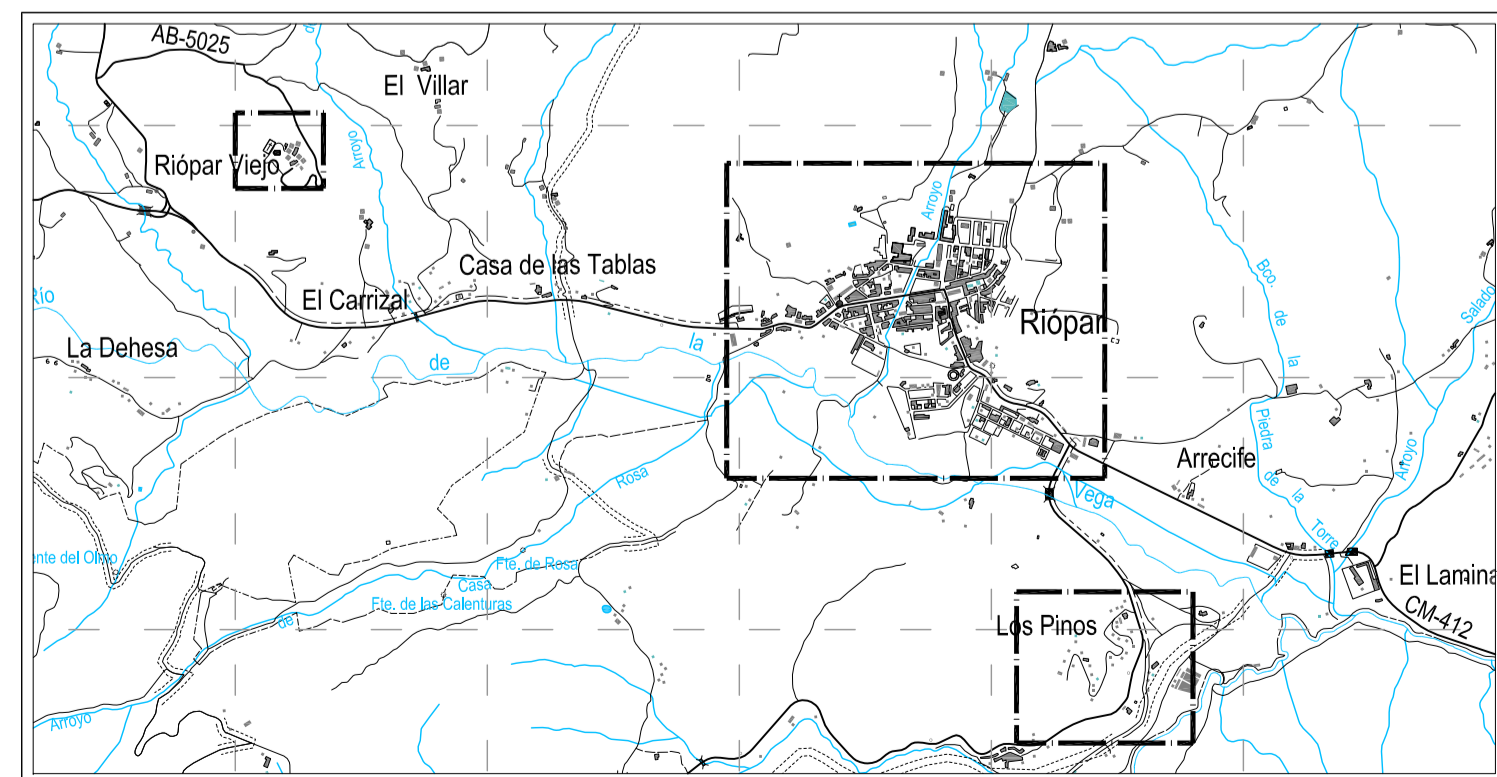 AB-5025
de
El Villar
Riópar Viejo
Arroyo
Arroyo
Casa de las Tablas
El Carrizal
Río
La Dehesa
de
la
Riópar
Bco.
de
la
Piedra
de
la
Torre
Salado
Arroyo
Arrecife
Vega
Rosa
Fte. de Rosa
Casa
Fte. de las Calenturas
de
Arroyo
ente del Olmo
Los Pinos
El Lamina
CM-412